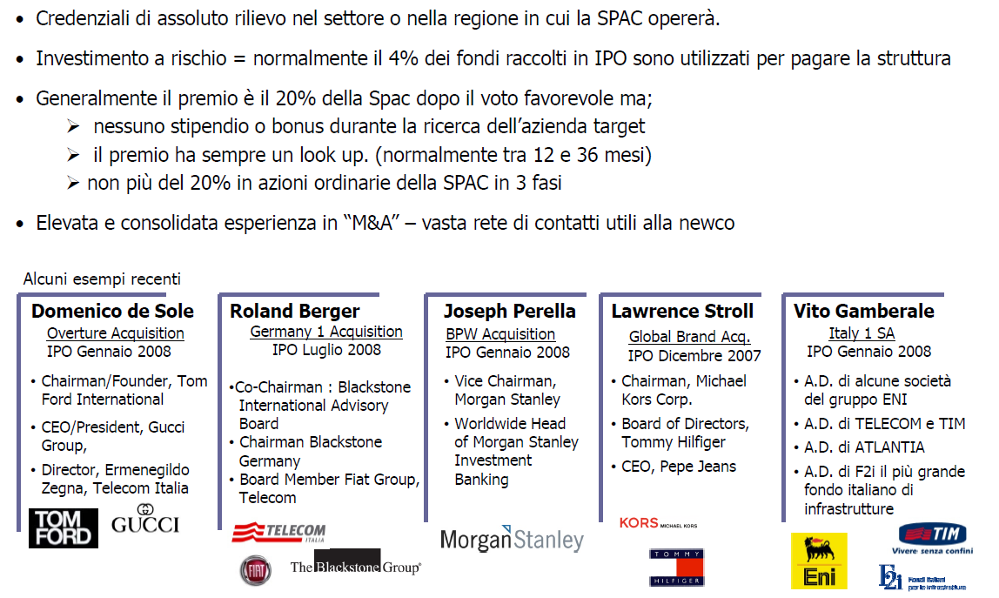 • Credenziali di assoluto rilievo nel settore o nella regione in cui la SPAC opererà.
• Investimento a rischio = normalmente il 4% dei fondi raccolti in IPO sono utilizzati per pagare la struttura
• Generalmente il premio è il 20% della Spac dopo il voto favorevole ma;
➢ nessuno stipendio o bonus durante la ricerca dell'azienda target
➢ il premio ha sempre un look up. (normalmente tra 12 e 36 mesi)
➢ non più del 20% in azioni ordinarie della SPAC in 3 fasi
• Elevata e consolidata esperienza in "M&A" – vasta rete di contatti utili alla newco
Alcuni esempi recenti
Domenico de Sole
Overture Acquisition
IPO Gennaio 2008
• Chairman/Founder, Tom
Ford International
• CEO/President, Gucci
Group,
• Director, Ermenegildo
Zegna, Telecom Italia
TOM
FORD
GUCCI
Roland Berger
Germany 1 Acquisition
IPO Luglio 2008
•Co-Chairman : Blackstone
International Advisory
Board
• Chairman Blackstone
Germany
• Board Member Fiat Group,
Telecom
TELECOM
ITALIA
FIAT
The Blackstone Group®
Joseph Perella
BPW Acquisition
IPO Gennaio 2008
• Vice Chairman,
Morgan Stanley
• Worldwide Head
of Morgan Stanley
Investment
Banking
Morgan Stanley
Lawrence Stroll
Global Brand Acq.
IPO Dicembre 2007
• Chairman, Michael
Kors Corp.
• Board of Directors,
Tommy Hilfiger
• CEO, Pepe Jeans
KORS MICHAEL KORS
TOMMY
HILFIGER
Vito Gamberale
Italy 1 SA
IPO Gennaio 2008
• A.D. di alcune società
del gruppo ENI
• A.D. di TELECOM e TIM
• A.D. di ATLANTIA
• A.D. di F2i il più grande
fondo italiano di
infrastrutture
Eni
TIM
Vivere senza confini
F2i
Fondi Italiani
per le infrastrutture